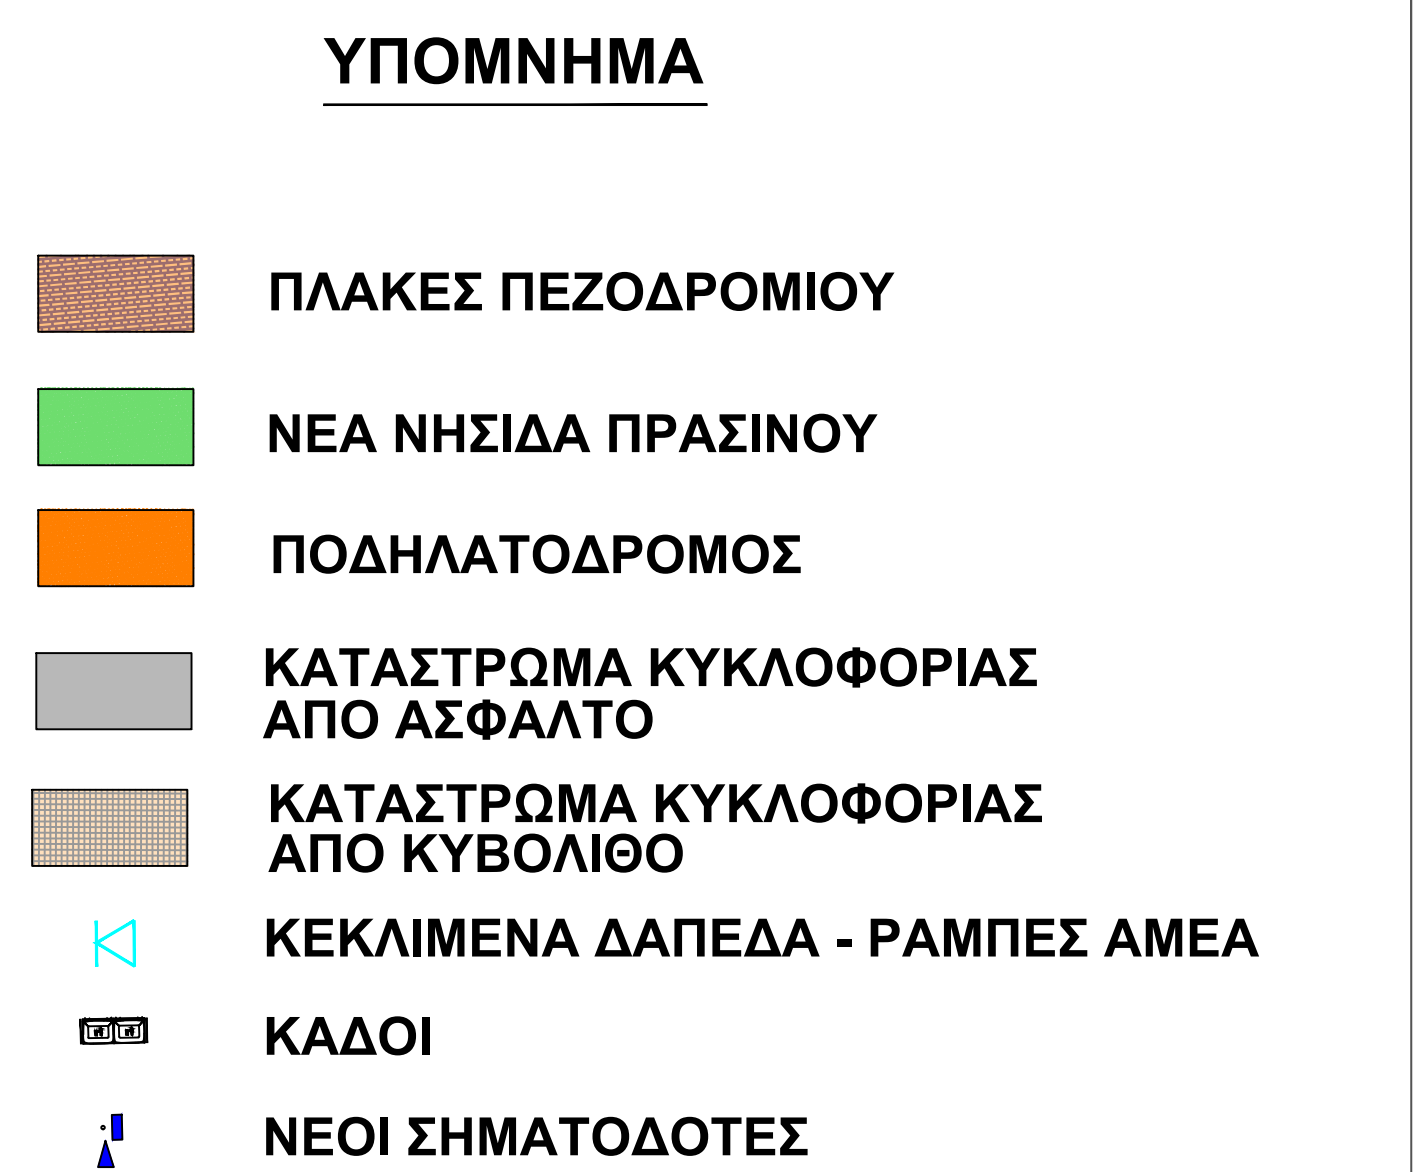 ΥΠΟΜΝΗΜΑ
ΠΛΑΚΕΣ ΠΕΖΟΔΡΟΜΙΟΥ
ΝΕΑ ΝΗΣΙΔΑ ΠΡΑΣΙΝΟΥ
ΠΟΔΗΛΑΤΟΔΡΟΜΟΣ
ΚΑΤΑΣΤΡΩΜΑ ΚΥΚΛΟΦΟΡΙΑΣ
ΑΠΟ ΑΣΦΑΛΤΟ
ΚΑΤΑΣΤΡΩΜΑ ΚΥΚΛΟΦΟΡΙΑΣ
ΑΠΟ ΚΥΒΟΛΙΘΟ
ΚΕΚΛΙΜΕΝΑ ΔΑΠΕΔΑ - ΡΑΜΠΕΣ ΑΜΕΑ
ΚΑΔΟΙ
ΝΕΟΙ ΣΗΜΑΤΟΔΟΤΕΣ